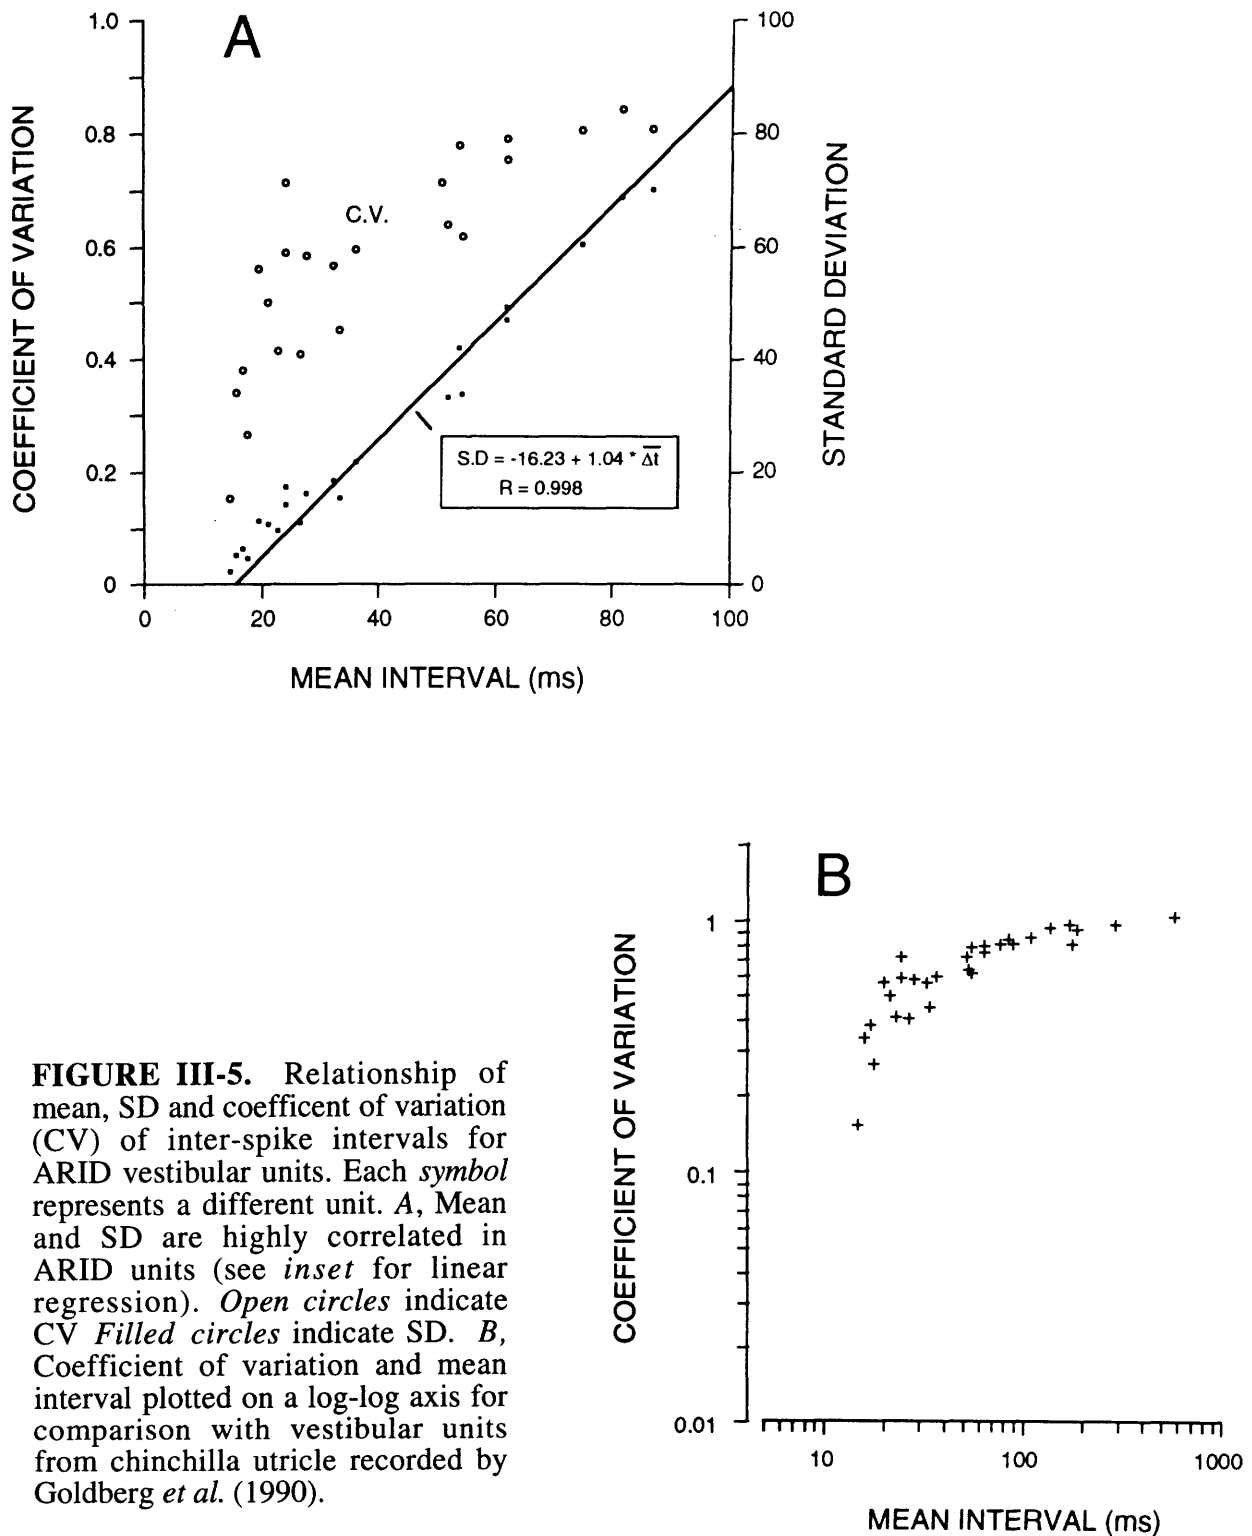 A
1.0
0.8
0.6
0.4
0.2
0
COEFFICIENT OF VARIATION
100
80
60
40
20
0
STANDARD DEVIATION
C.V.
S.D = -16.23 + 1.04 * Δt̅
R = 0.998
0 20 40 60 80 100
MEAN INTERVAL (ms)
B
1
0.1
0.01
COEFFICIENT OF VARIATION
10 100 1000
MEAN INTERVAL (ms)
FIGURE III-5. Relationship of
mean, SD and coefficent of variation
(CV) of inter-spike intervals for
ARID vestibular units. Each symbol
represents a different unit. A, Mean
and SD are highly correlated in
ARID units (see inset for linear
regression). Open circles indicate
CV Filled circles indicate SD. B,
Coefficient of variation and mean
interval plotted on a log-log axis for
comparison with vestibular units
from chinchilla utricle recorded by
Goldberg et al. (1990).